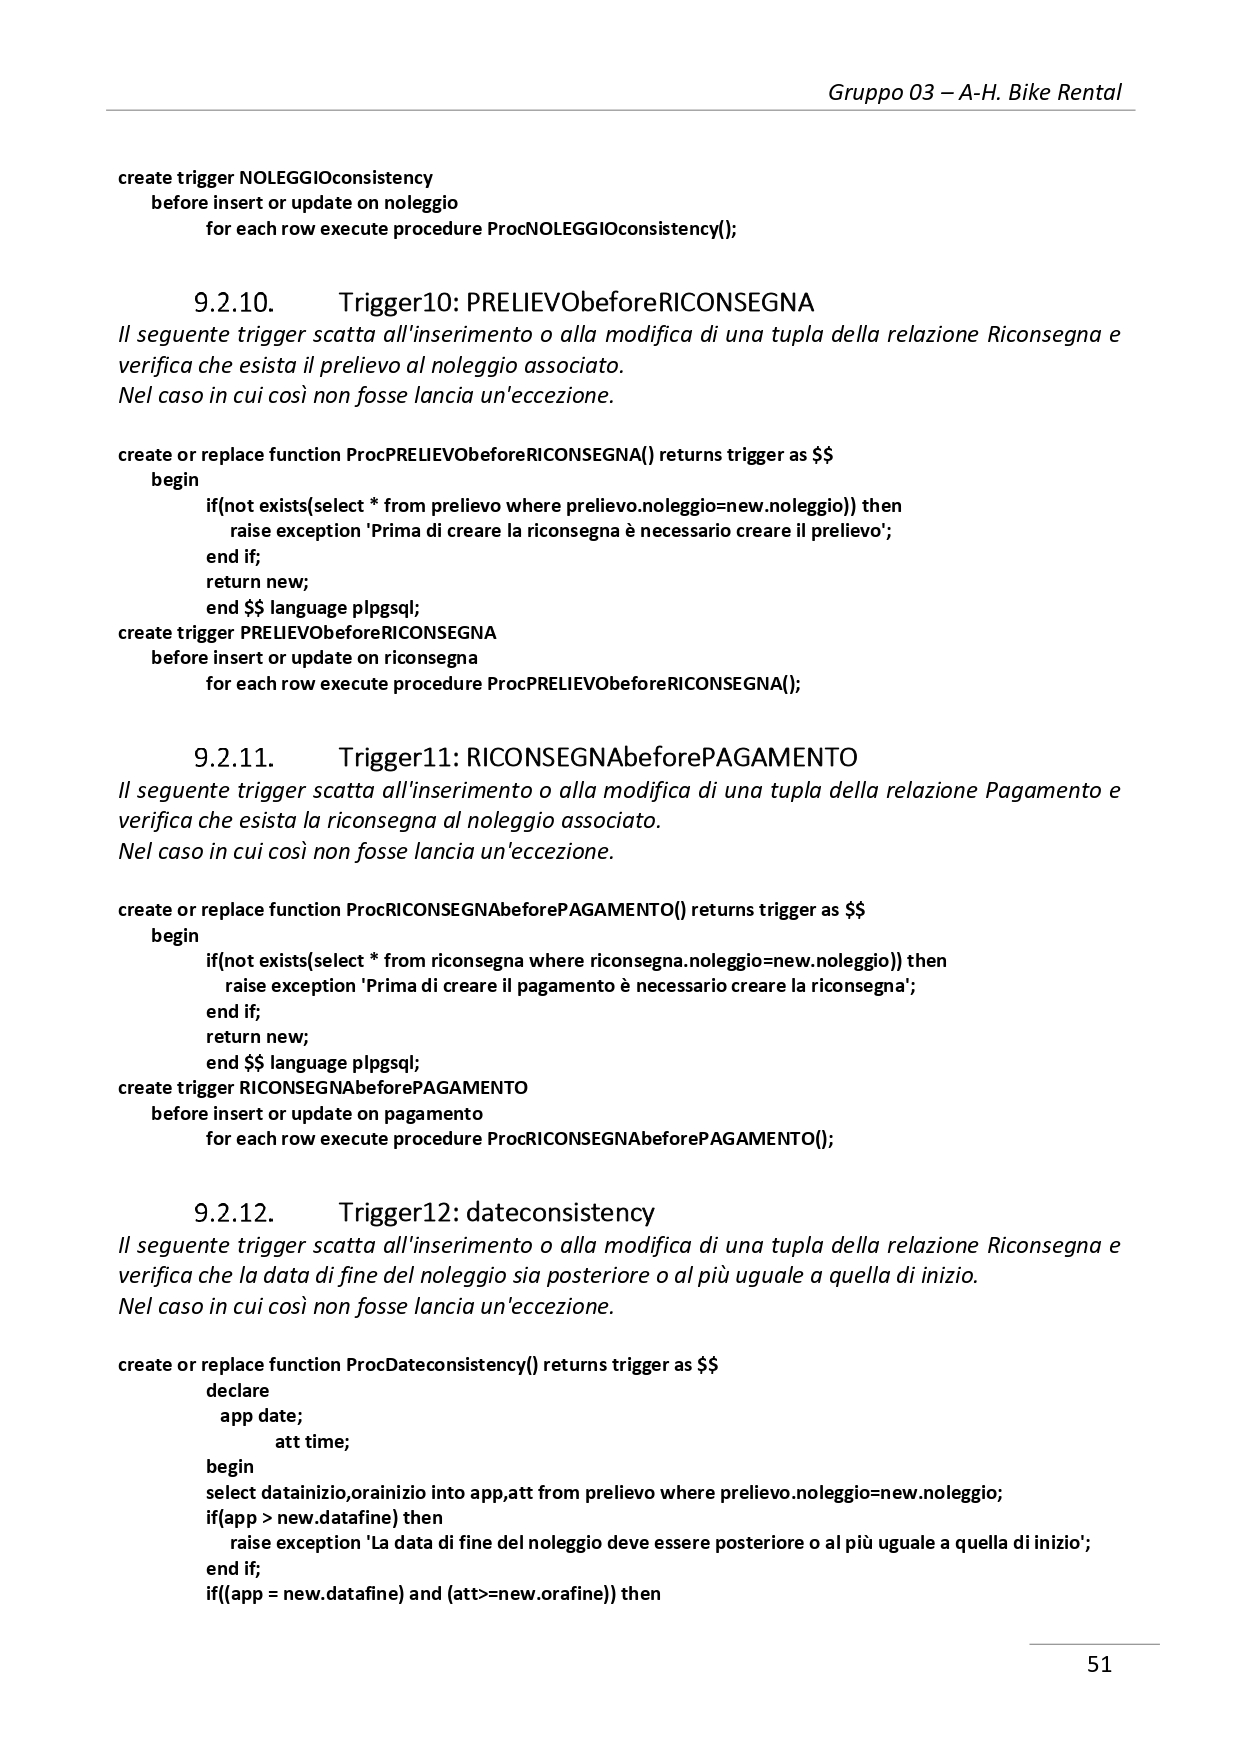 Gruppo 03 – A-H. Bike Rental
create trigger NOLEGGIOconsistency
before insert or update on noleggio
for each row execute procedure ProcNOLEGGIOconsistency();
9.2.10. Trigger10: PRELIEVObeforeRICONSEGNA
Il seguente trigger scatta all'inserimento o alla modifica di una tupla della relazione Riconsegna e
verifica che esista il prelievo al noleggio associato.
Nel caso in cui così non fosse lancia un'eccezione.
create or replace function ProcPRELIEVObeforeRICONSEGNA() returns trigger as $$
begin
if(not exists(select * from prelievo where prelievo.noleggio=new.noleggio)) then
raise exception 'Prima di creare la riconsegna è necessario creare il prelievo';
end if;
return new;
end $$ language plpgsql;
create trigger PRELIEVObeforeRICONSEGNA
before insert or update on riconsegna
for each row execute procedure ProcPRELIEVObeforeRICONSEGNA();
9.2.11. Trigger11: RICONSEGNAbeforePAGAMENTO
Il seguente trigger scatta all'inserimento o alla modifica di una tupla della relazione Pagamento e
verifica che esista la riconsegna al noleggio associato.
Nel caso in cui così non fosse lancia un'eccezione.
create or replace function ProcRICONSEGNAbeforePAGAMENTO() returns trigger as $$
begin
if(not exists(select * from riconsegna where riconsegna.noleggio=new.noleggio)) then
raise exception 'Prima di creare il pagamento è necessario creare la riconsegna';
end if;
return new;
end $$ language plpgsql;
create trigger RICONSEGNAbeforePAGAMENTO
before insert or update on pagamento
for each row execute procedure ProcRICONSEGNAbeforePAGAMENTO();
9.2.12. Trigger12: dateconsistency
Il seguente trigger scatta all'inserimento o alla modifica di una tupla della relazione Riconsegna e
verifica che la data di fine del noleggio sia posteriore o al più uguale a quella di inizio.
Nel caso in cui così non fosse lancia un'eccezione.
create or replace function ProcDateconsistency() returns trigger as $$
declare
app date;
att time;
begin
select datainizio,orainizio into app,att from prelievo where prelievo.noleggio=new.noleggio;
if(app > new.datafine) then
raise exception 'La data di fine del noleggio deve essere posteriore o al più uguale a quella di inizio';
end if;
if((app = new.datafine) and (att>=new.orafine)) then
51